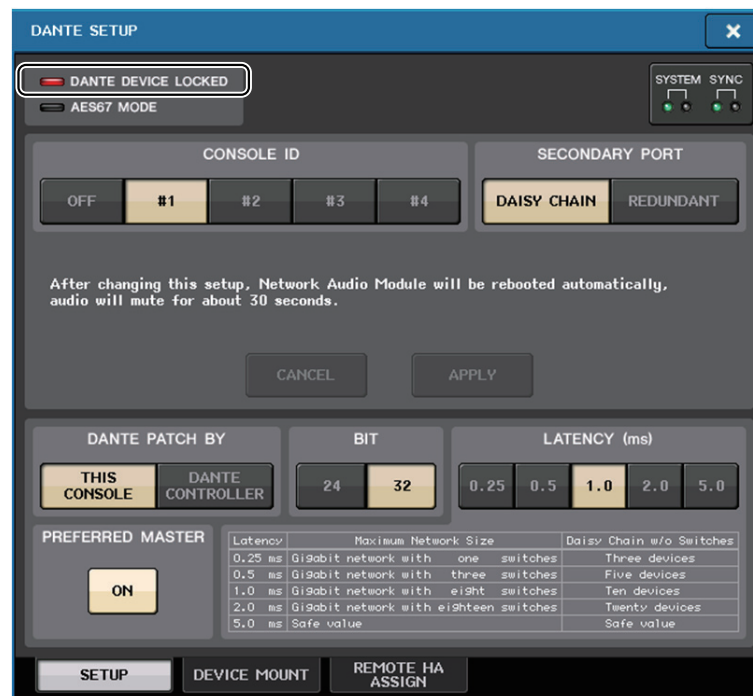 DANTE SETUP
DANTE DEVICE LOCKED
AES67 MODE
SYSTEM SYNC
CONSOLE ID
OFF #1 #2 #3 #4
SECONDARY PORT
DAISY CHAIN REDUNDANT
After changing this setup, Network Audio Module will be rebooted automatically,
audio will mute for about 30 seconds.
CANCEL APPLY
DANTE PATCH BY
THIS CONSOLE
DANTE CONTROLLER
BIT
24 32
LATENCY (ms)
0.25 0.5 1.0 2.0 5.0
PREFERRED MASTER
ON
Latency Maximum Network Size Daisy Chain w/o Switches
0.25 ms Gigabit network with one switches Three devices
0.5 ms Gigabit network with three switches Five devices
1.0 ms Gigabit network with eight switches Ten devices
2.0 ms Gigabit network with eighteen switches Twenty devices
5.0 ms Safe value Safe value
SETUP
DEVICE MOUNT
REMOTE HA ASSIGN